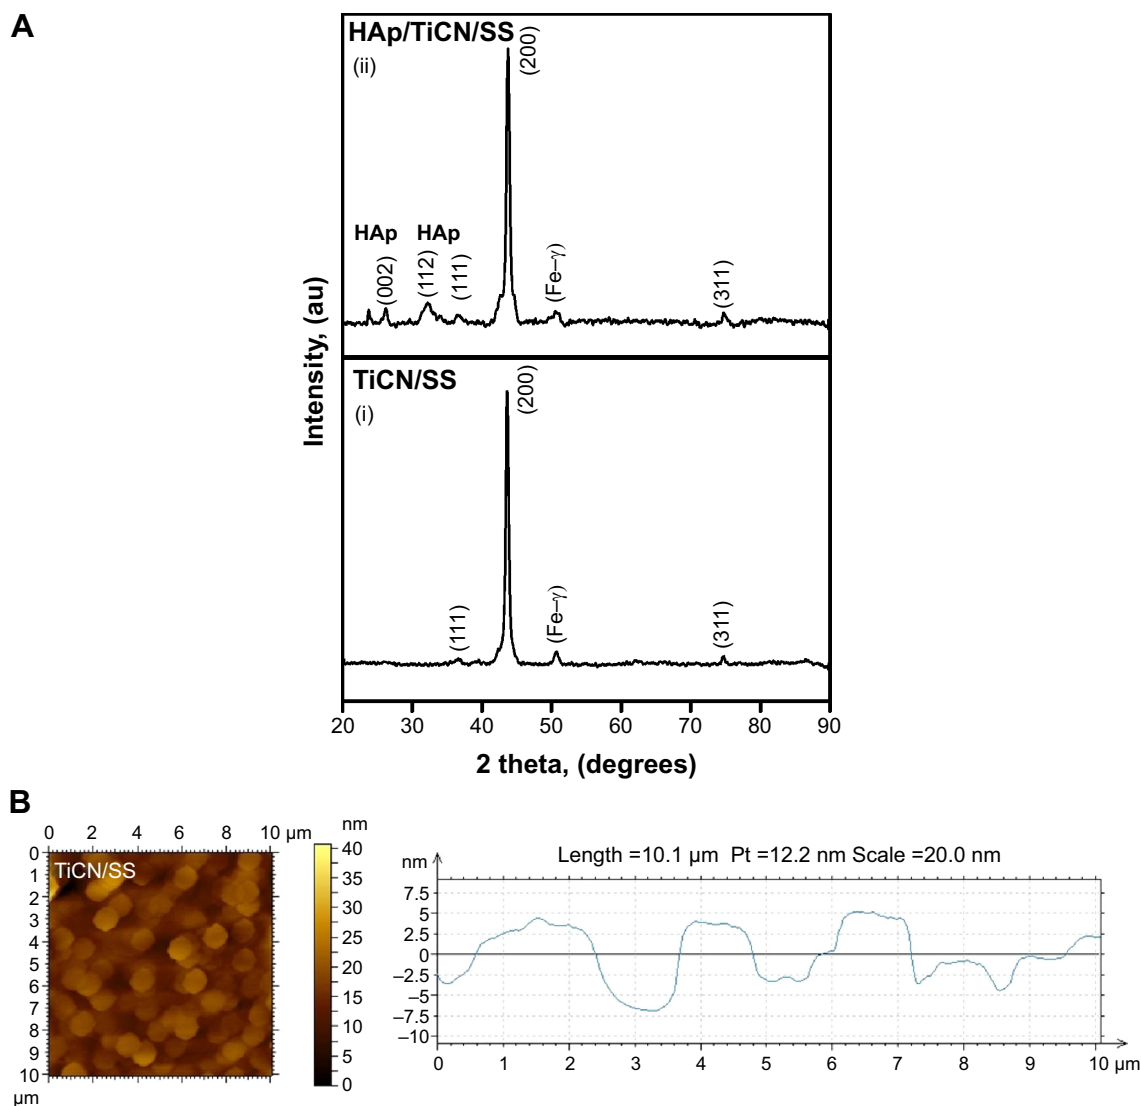 A
HAp/TiCN/SS
(ii)
(200)
HAp HAp
(002)
(112)
(111)
(Fe–γ)
(311)
TiCN/SS
(i)
(200)
(111)
(Fe–γ)
(311)
Intensity, (au)
20 30 40 50 60 70 80 90
2 theta, (degrees)
B
0 2 4 6 8 10 μm
TiCN/SS
0
1
2
3
4
5
6
7
8
9
10
μm
nm
40
35
30
25
20
15
10
5
0
Length =10.1 μm Pt =12.2 nm Scale =20.0 nm
nm
7.5
5
2.5
0
–2.5
–5
–7.5
–10
0 1 2 3 4 5 6 7 8 9 10 μm